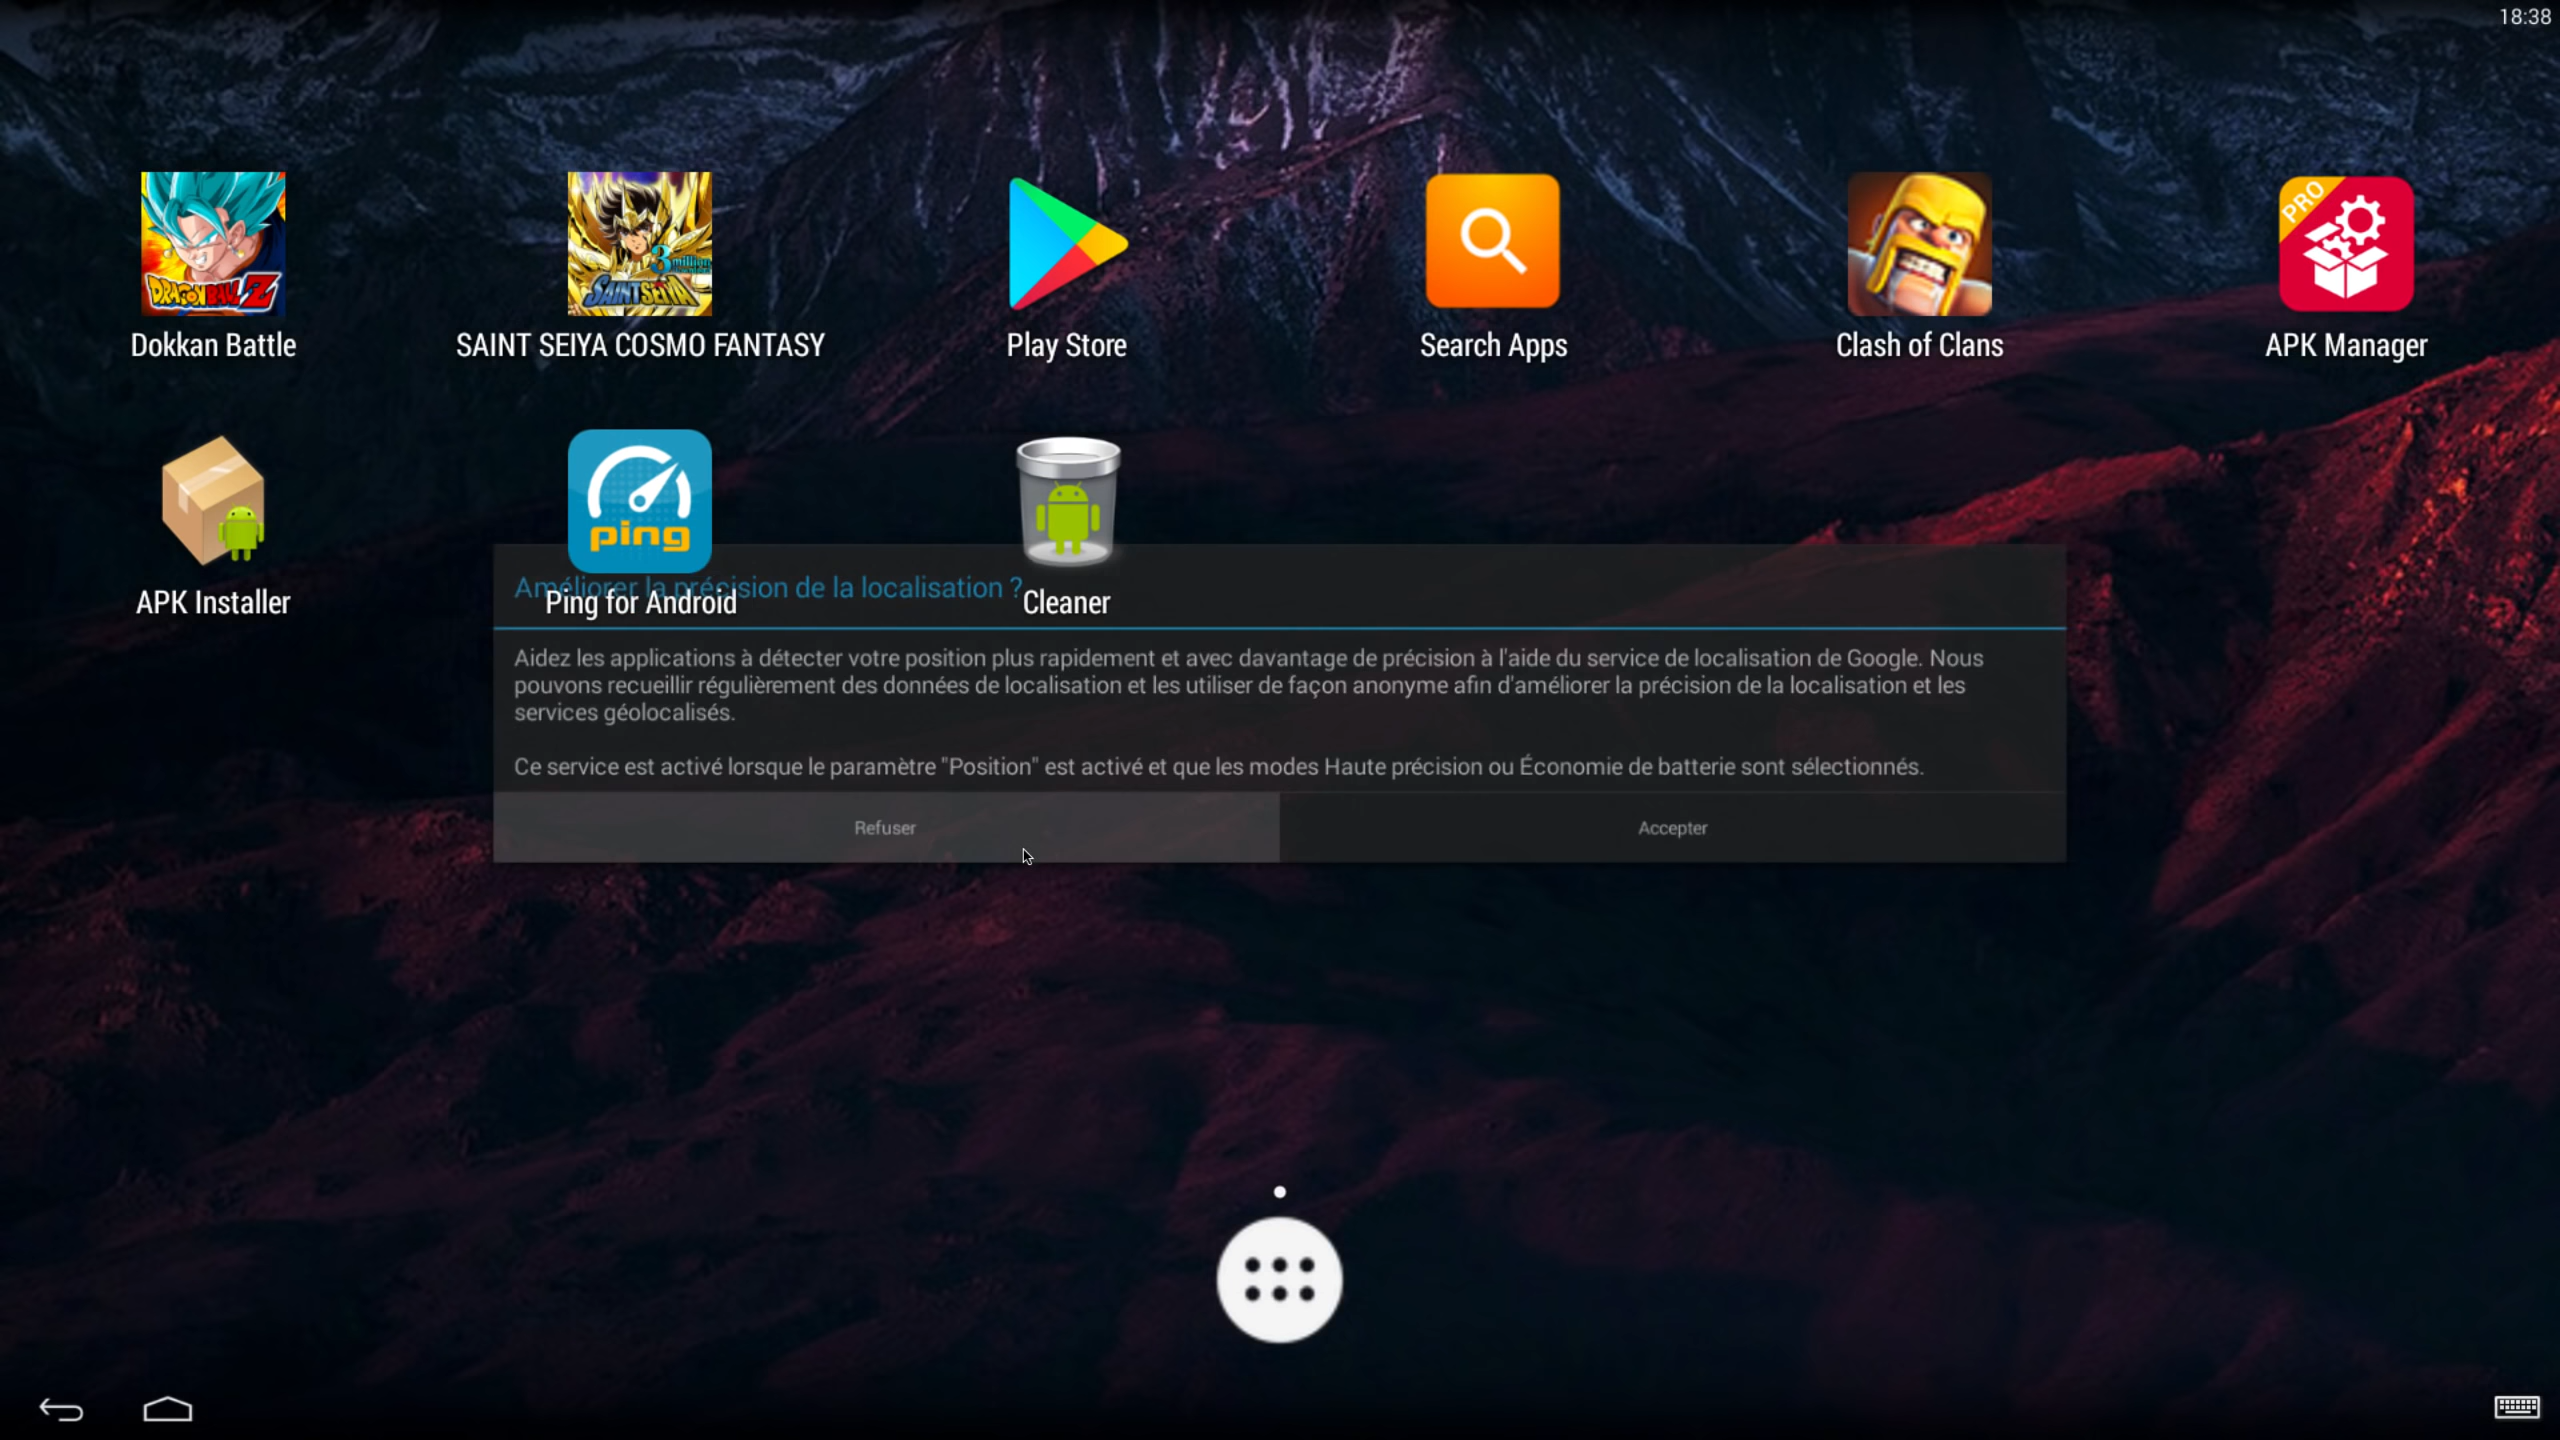 18:38
DRAGONBALL Z
3 million
SAINT SEIYA
PRO
Dokkan Battle
SAINT SEIYA COSMO FANTASY
Play Store
Search Apps
Clash of Clans
APK Manager
ping
Améliorer la précision de la localisation ?
APK Installer
Ping for Android
Cleaner
Aidez les applications à détecter votre position plus rapidement et avec davantage de précision à l'aide du service de localisation de Google. Nous
pouvons recueillir régulièrement des données de localisation et les utiliser de façon anonyme afin d'améliorer la précision de la localisation et les
services géolocalisés.
Ce service est activé lorsque le paramètre "Position" est activé et que les modes Haute précision ou Économie de batterie sont sélectionnés.
Refuser
Accepter